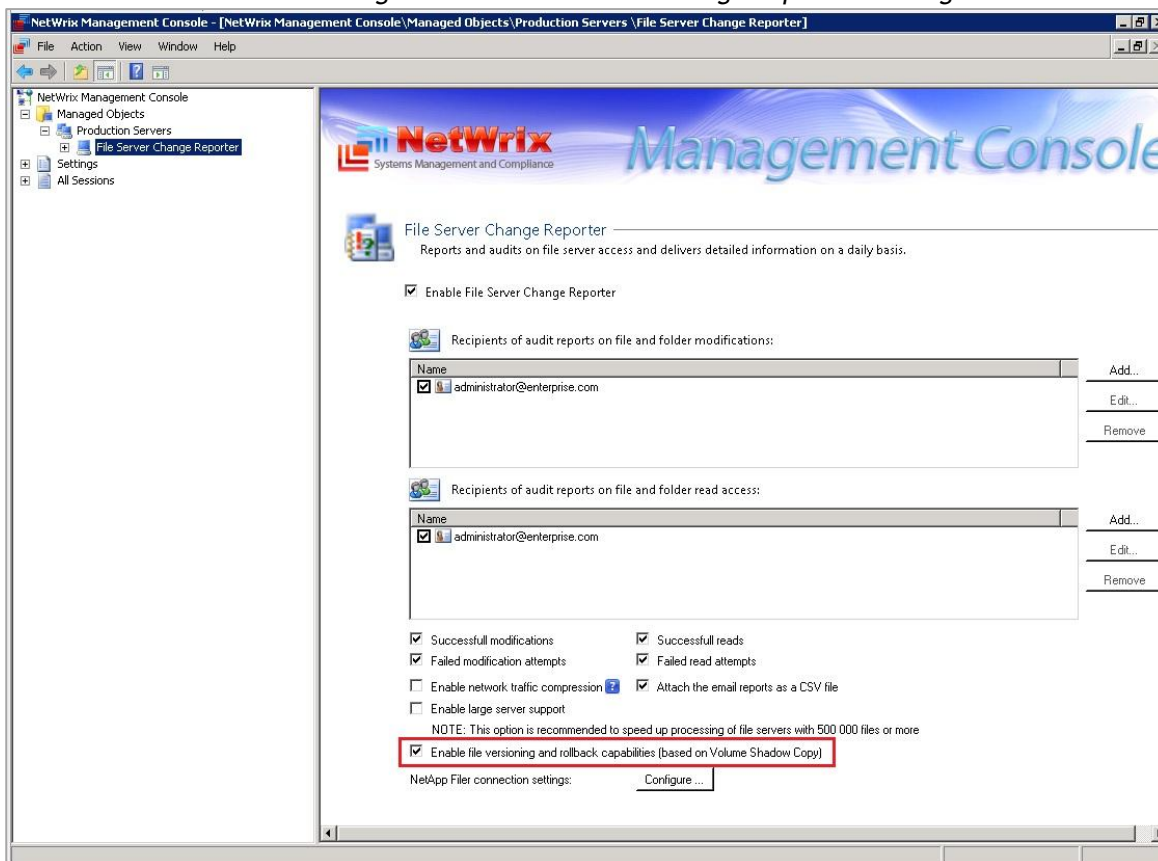 NetWrix Management Console - [NetWrix Management Console\Managed Objects\Production Servers \File Server Change Reporter]
File Action View Window Help
NetWrix Management Console
Managed Objects
Production Servers
File Server Change Reporter
Settings
All Sessions
NetWrix
Systems Management and Compliance
Management Console
File Server Change Reporter
Reports and audits on file server access and delivers detailed information on a daily basis.
Enable File Server Change Reporter
Recipients of audit reports on file and folder modifications:
Name
administrator@enterprise.com
Add...
Edit...
Remove
Recipients of audit reports on file and folder read access:
Name
administrator@enterprise.com
Add...
Edit...
Remove
Successfull modifications Successfull reads
Failed modification attempts Failed read attempts
Enable network traffic compression ? Attach the email reports as a CSV file
Enable large server support
NOTE: This option is recommended to speed up processing of file servers with 500 000 files or more
Enable file versioning and rollback capabilities (based on Volume Shadow Copy)
NetApp Filer connection settings: Configure ...